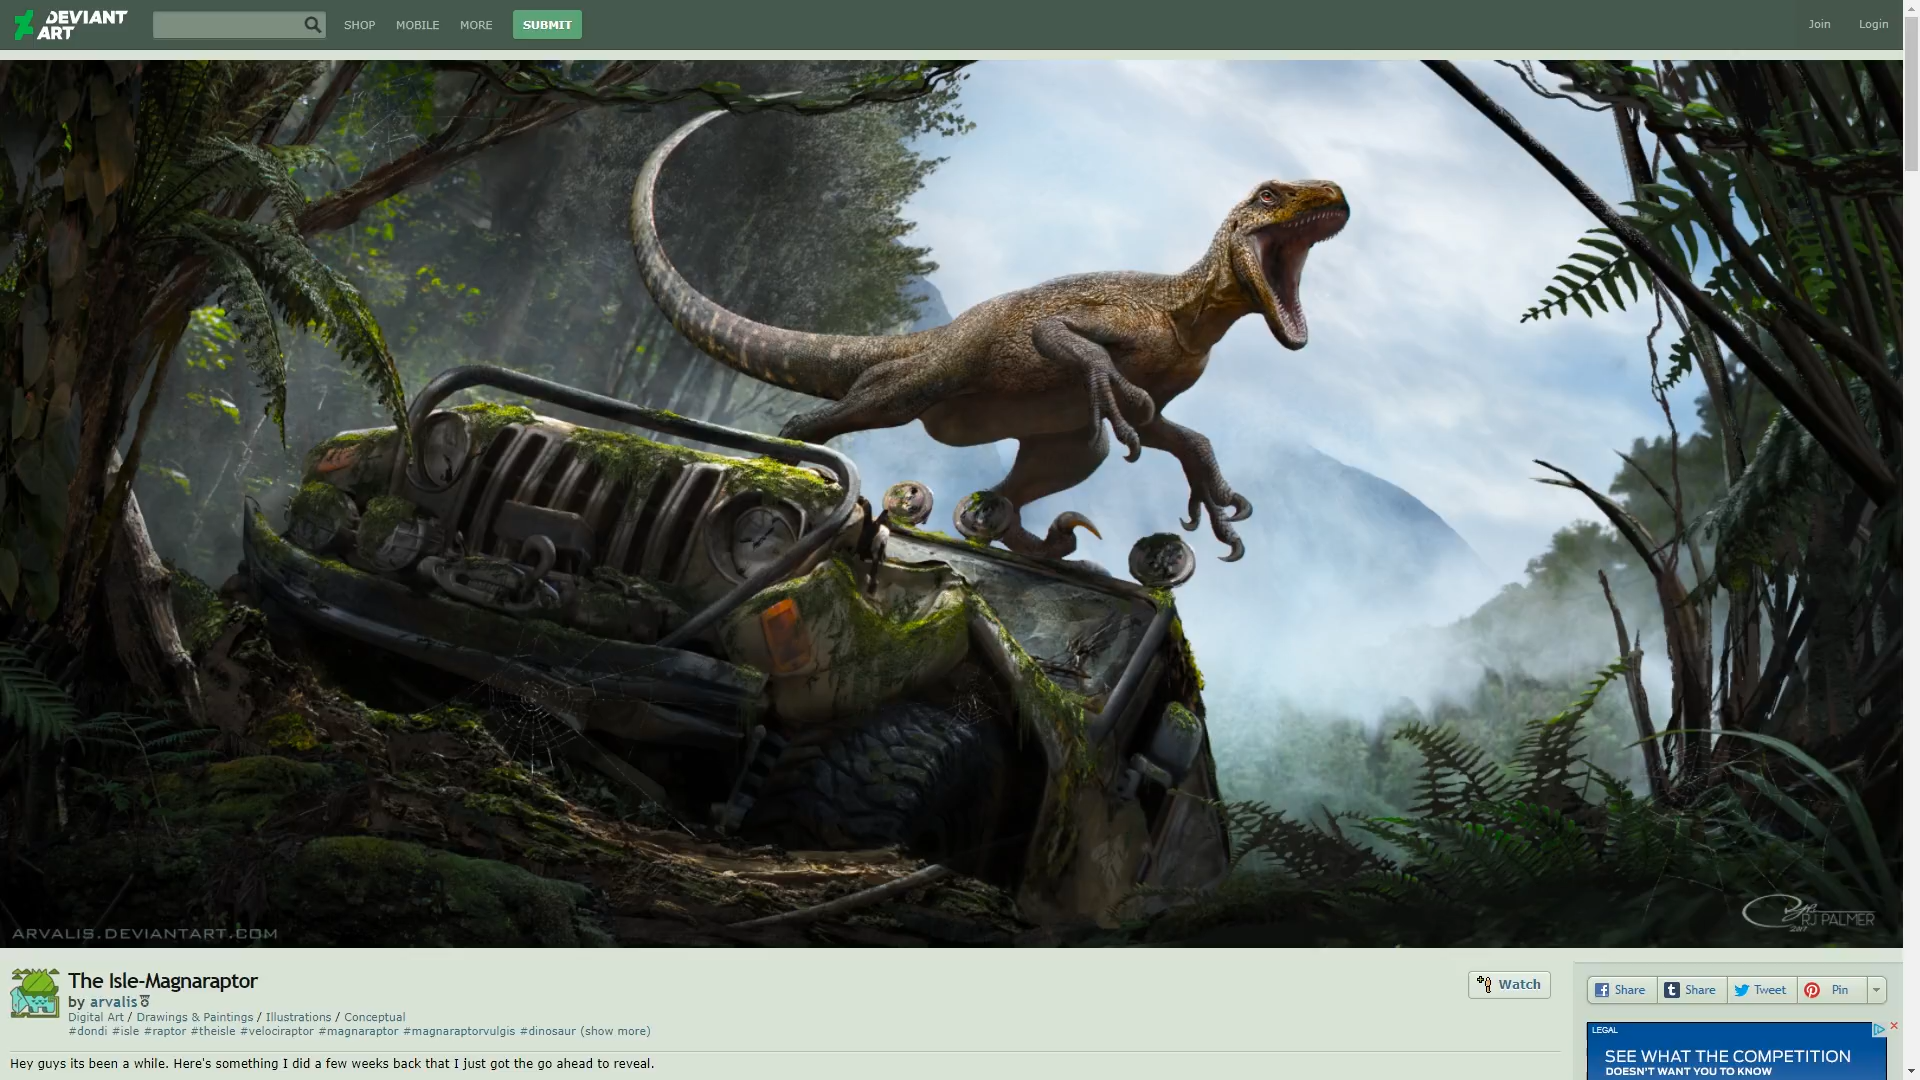 DEVIANT ART
SHOP MOBILE MORE SUBMIT
Join Login
ARVALIS.DEVIANTART.COM
RJ PALMER
2017
The Isle-Magnaraptor
by arvalis
Digital Art / Drawings & Paintings / Illustrations / Conceptual
#dondi #isle #raptor #theisle #velociraptor #magnaraptor #magnaraptorvulgis #dinosaur (show more)
Hey guys its been a while. Here's something I did a few weeks back that I just got the go ahead to reveal.
Watch
Share Share Tweet Pin
LEGAL
SEE WHAT THE COMPETITION
DOESN'T WANT YOU TO KNOW